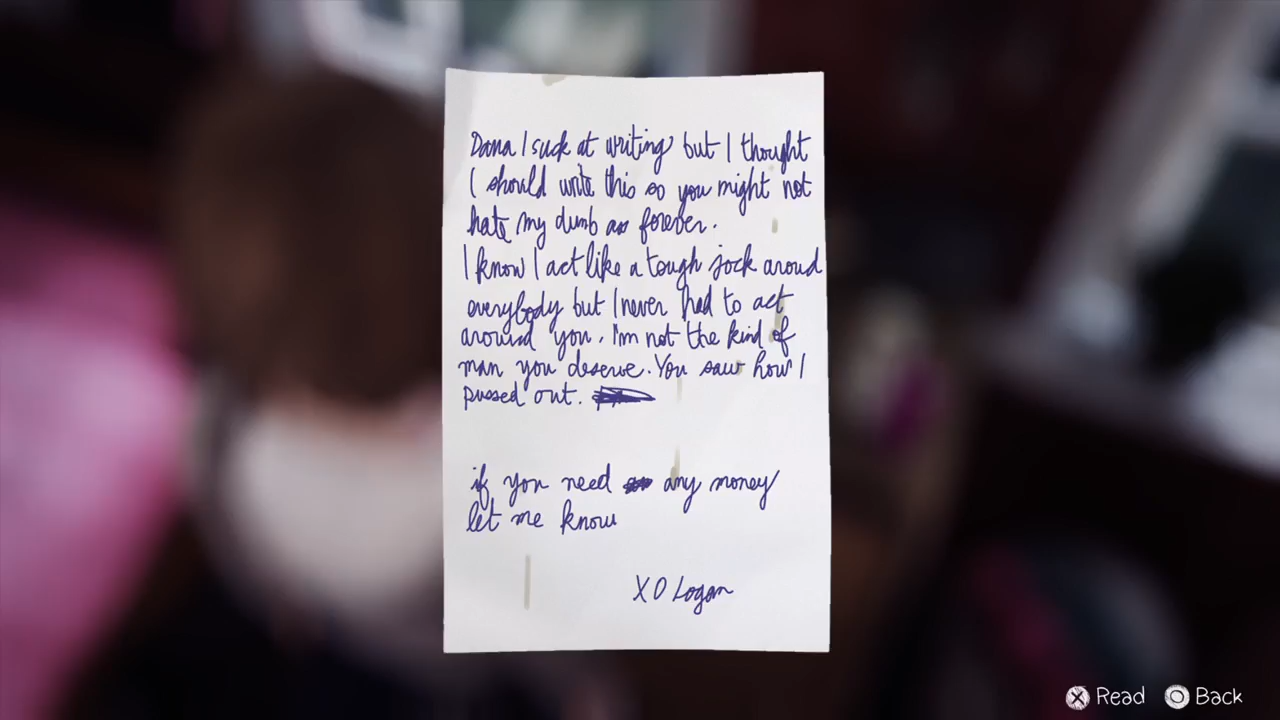 Dana I suck at writing but I thought
I should write this so you might not
hate my dumb ass forever.
I know I act like a tough jock aroud
everybody but I never had to act
around you. I'm not the kind of
man you deserve. You saw how I
pussed out.
if you need any money
let me know
XO Logan
Read Back